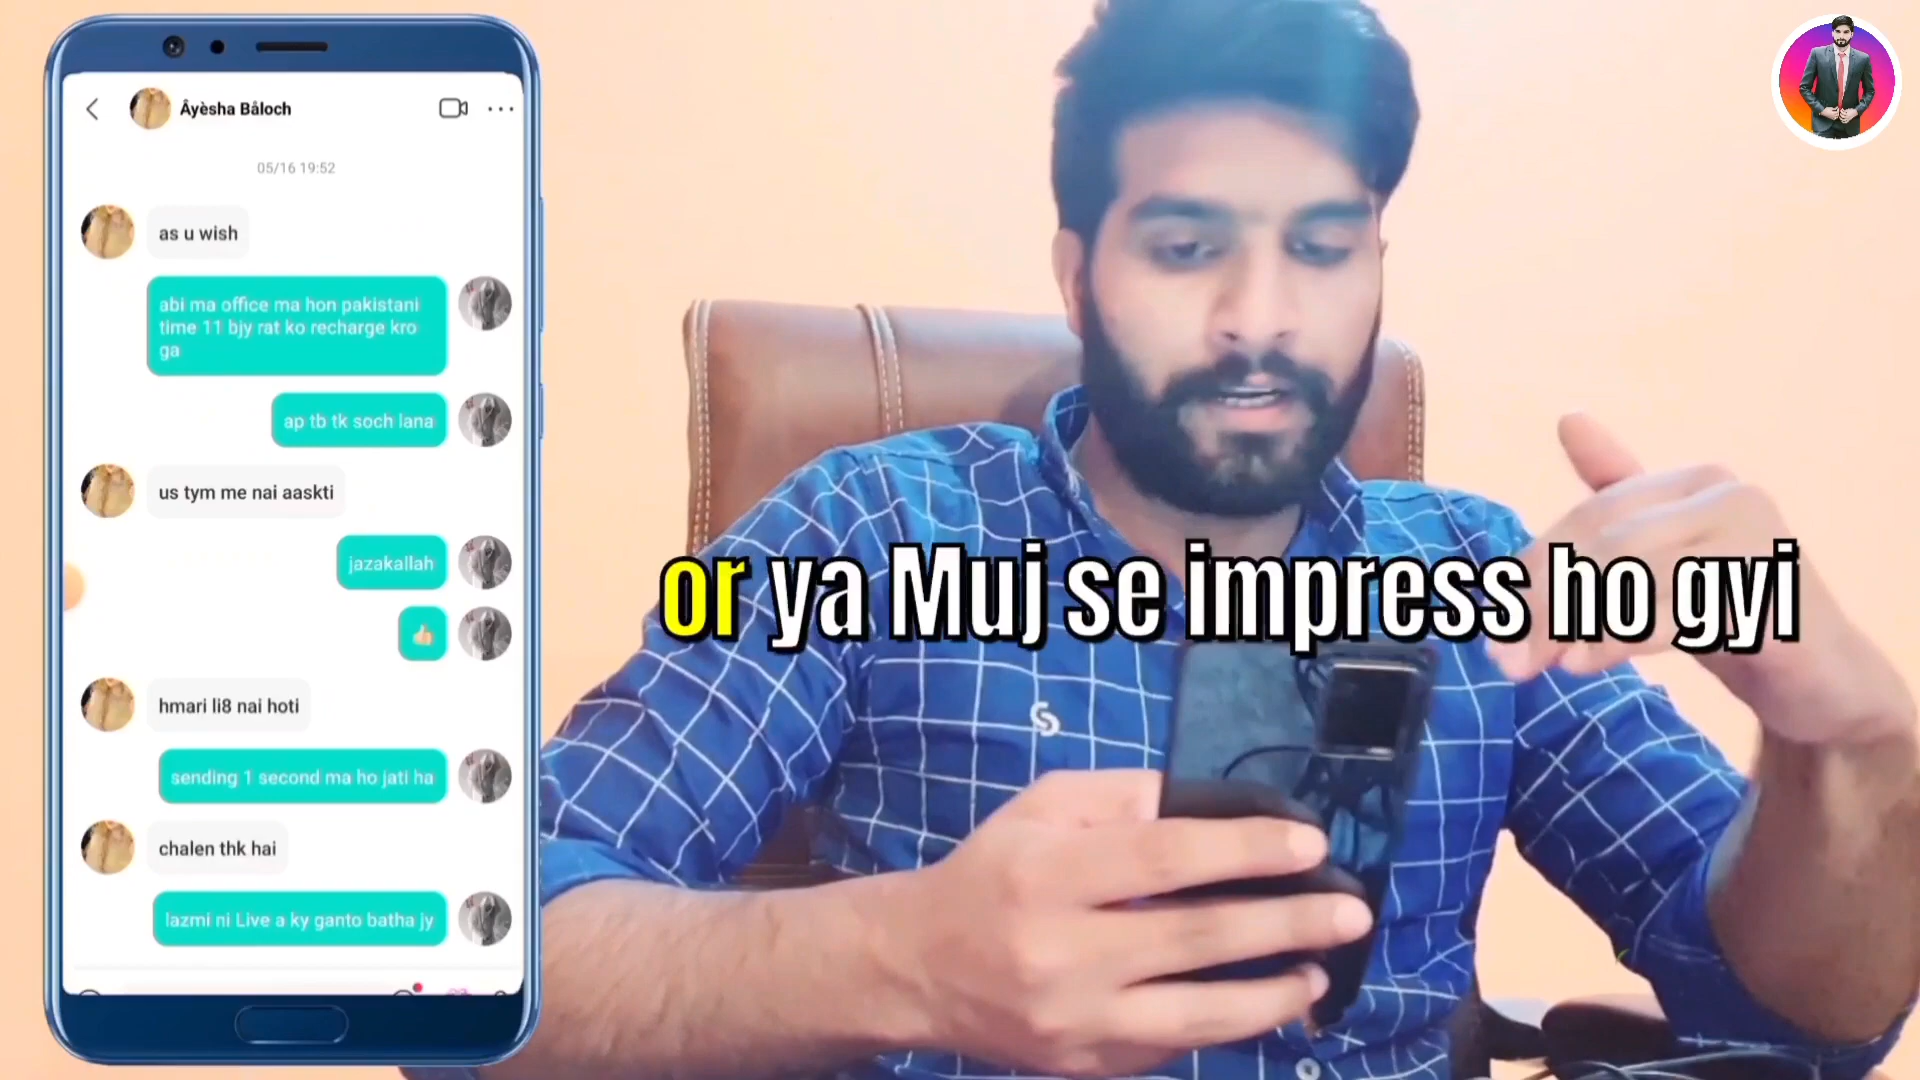 Âyèsha Båloch
05/16 19:52
as u wish
abi ma office ma hon pakistani
time 11 bjy rat ko recharge kro
ga
ap tb tk soch lana
us tym me nai aaskti
jazakallah
hmari li8 nai hoti
sending 1 second ma ho jati ha
chalen thk hai
lazmi ni Live a ky ganto batha jy
or ya Muj se impress ho gyi